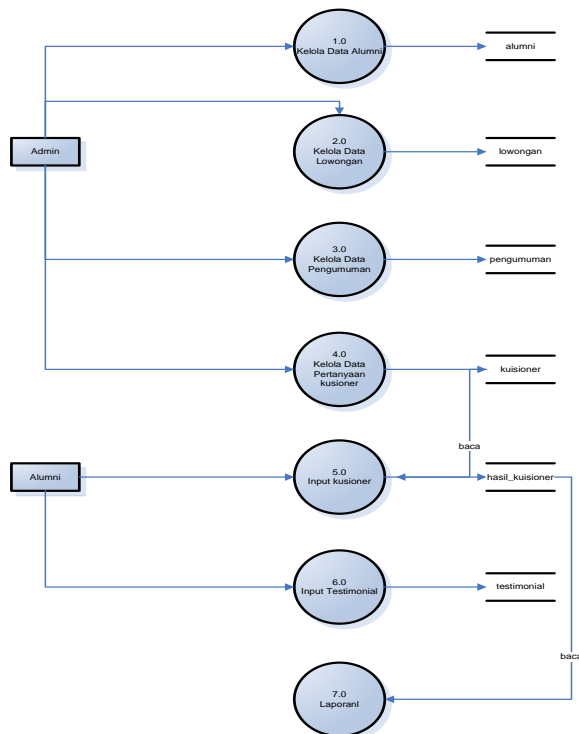 1.0
Kelola Data Alumni
alumni
Admin
2.0
Kelola Data
Lowongan
lowongan
3.0
Kelola Data
Pengumuman
pengumuman
4.0
Kelola Data
Pertanyaan
kusioner
kuisioner
baca
Alumni
5.0
Input kusioner
hasil_kuisioner
6.0
Input Testimonial
testimonial
baca
7.0
Laporanl